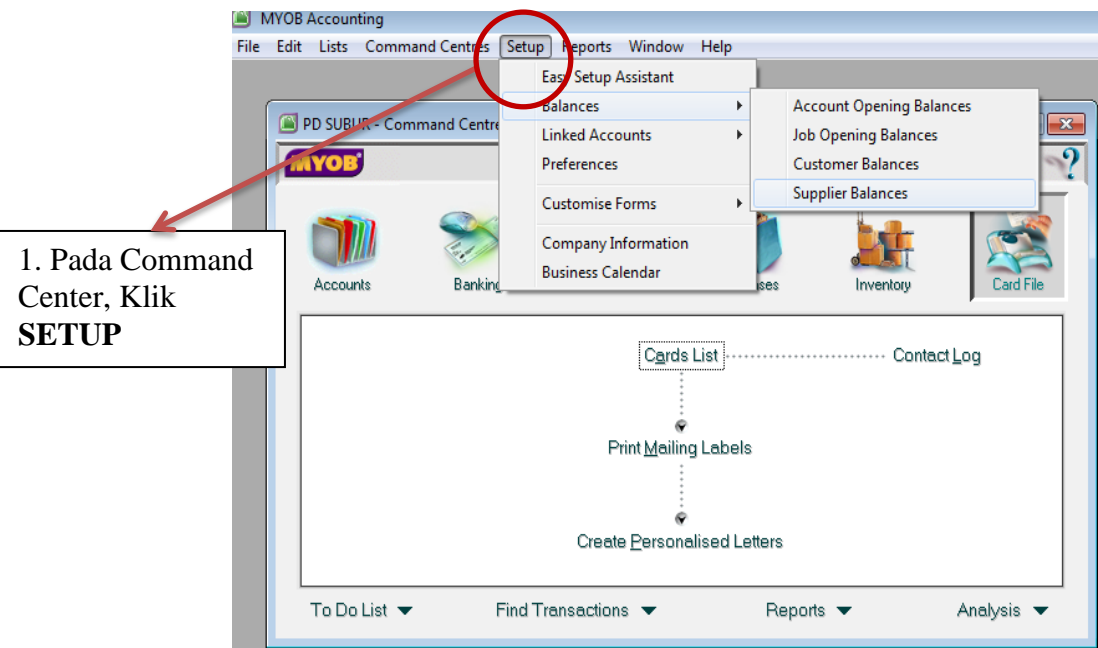 MYOB Accounting
File Edit Lists Command Centres Setup Reports Window Help
Easy Setup Assistant
Balances
Linked Accounts
Preferences
Customise Forms
Company Information
Business Calendar
Account Opening Balances
Job Opening Balances
Customer Balances
Supplier Balances
PD SUBUR - Command Centre
MYOB
1. Pada Command
Center, Klik
SETUP
Accounts
Inventory
Card File
Cards List
Contact Log
Print Mailing Labels
Create Personalised Letters
To Do List
Find Transactions
Reports
Analysis